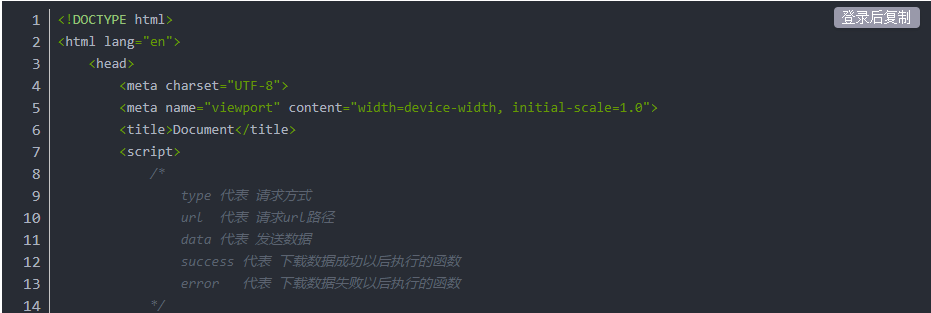 登录后复制
1 <!DOCTYPE html>
2 <html lang="en">
3 <head>
4 <meta charset="UTF-8">
5 <meta name="viewport" content="width=device-width, initial-scale=1.0">
6 <title>Document</title>
7 <script>
8 /*
9 type 代表 请求方式
10 url 代表 请求url路径
11 data 代表 发送数据
12 success 代表 下载数据成功以后执行的函数
13 error 代表 下载数据失败以后执行的函数
14 */